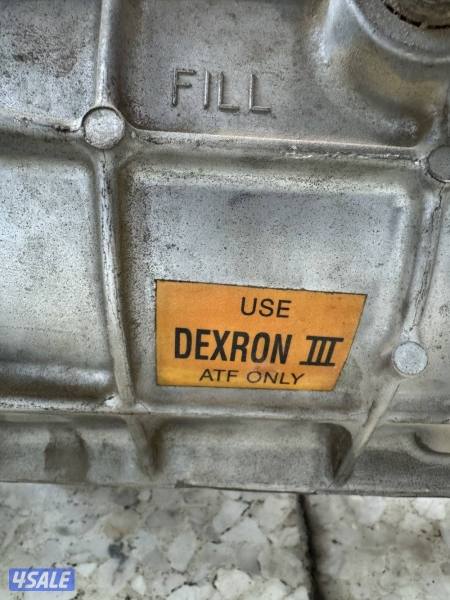 FILL
USE
DEXRON III
ATF ONLY
4SALE